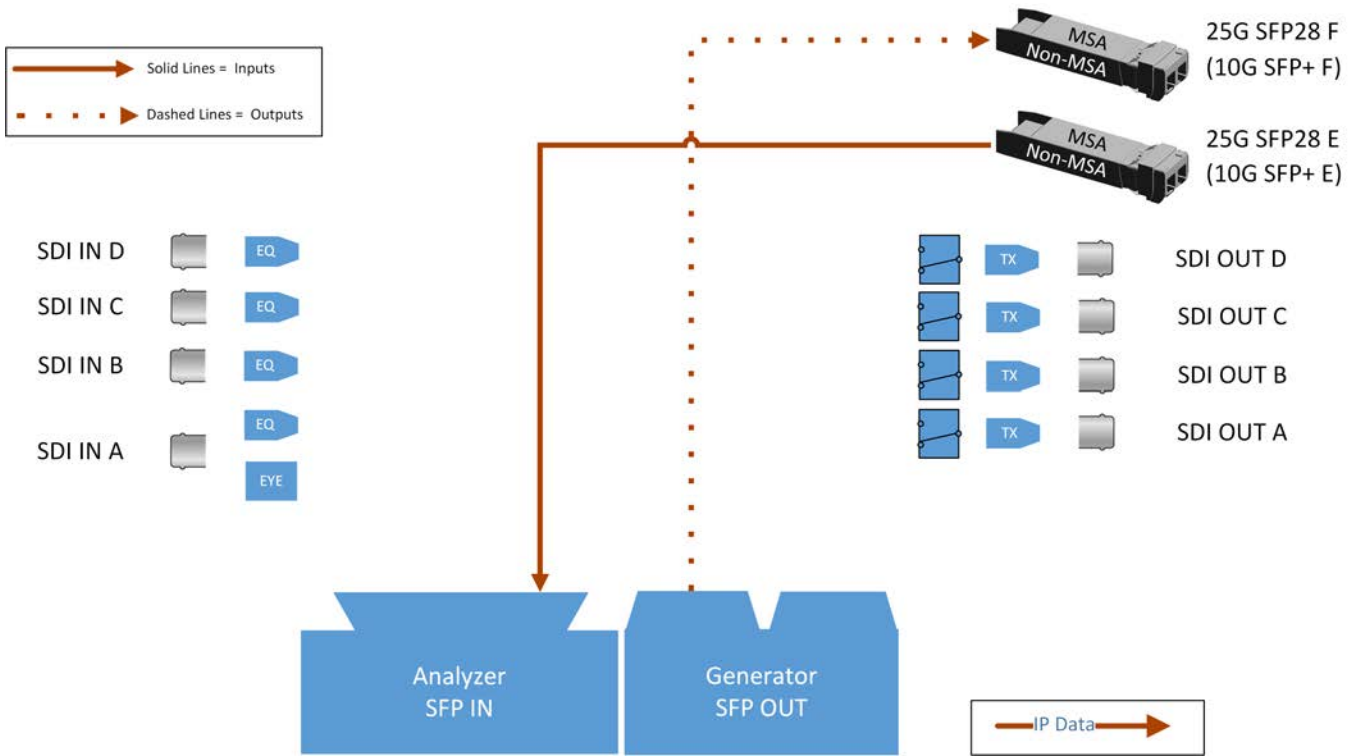 Solid Lines = Inputs
Dashed Lines = Outputs
MSA
Non-MSA
25G SFP28 F
(10G SFP+ F)
MSA
Non-MSA
25G SFP28 E
(10G SFP+ E)
SDI IN D
EQ
SDI IN C
EQ
SDI IN B
EQ
SDI IN A
EQ
EYE
TX
SDI OUT D
TX
SDI OUT C
TX
SDI OUT B
TX
SDI OUT A
Analyzer
SFP IN
Generator
SFP OUT
IP Data